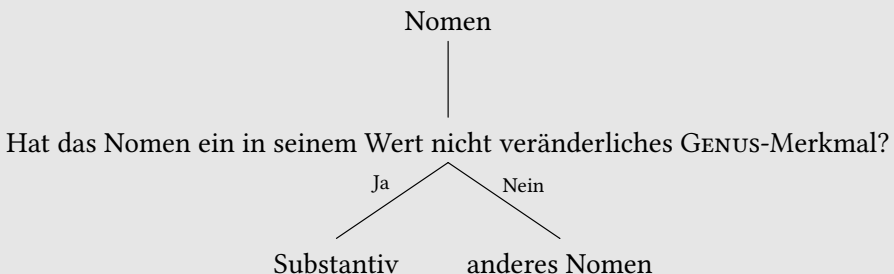 Nomen
Hat das Nomen ein in seinem Wert nicht veränderliches Genus-Merkmal?
Ja Nein
Substantiv anderes Nomen